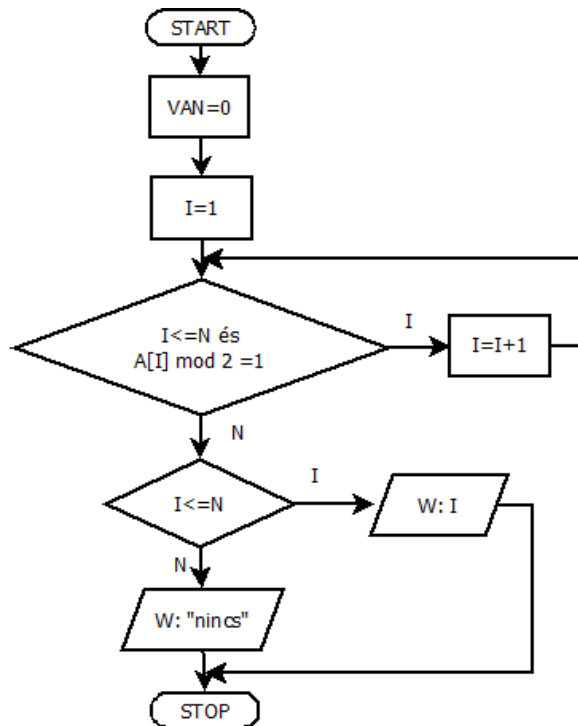 START
VAN=0
I=1
I<=N és
A[I] mod 2 =1
I
I=I+1
N
I<=N
I
W: I
N
W: "nincs"
STOP